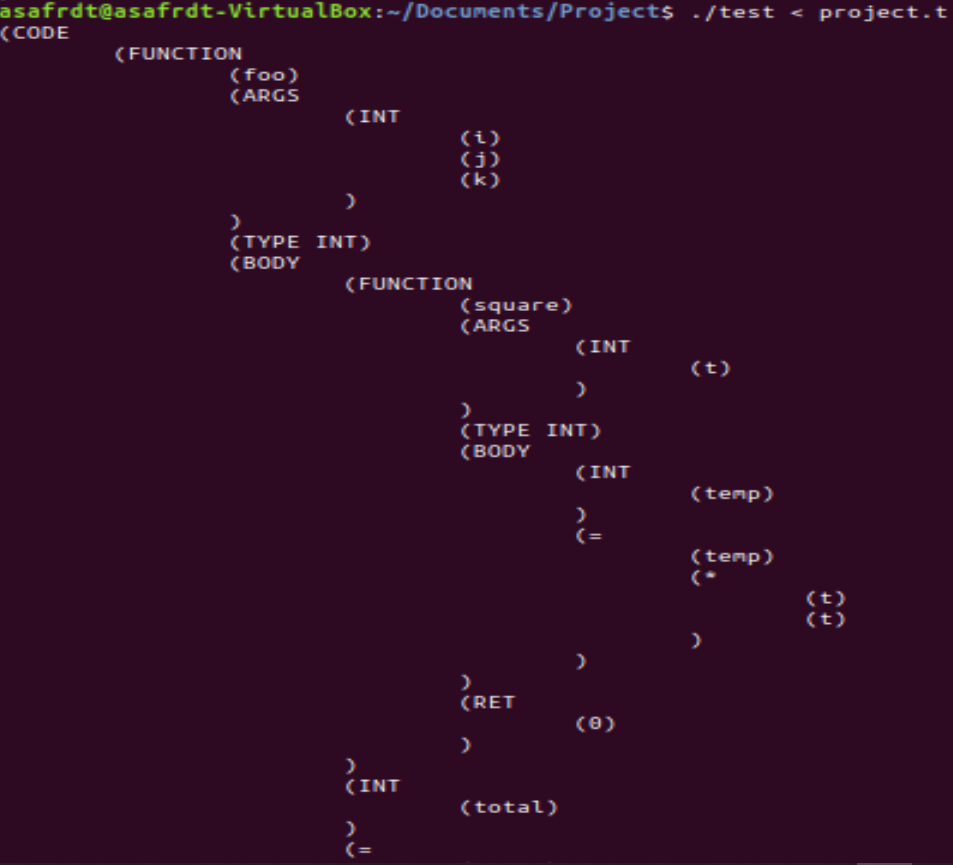 asafrdt@asafrdt-VirtualBox:~/Documents/Project$ ./test < project.t
(CODE
(FUNCTION
(foo)
(ARGS
(INT
(i)
(j)
(k)
)
)
(TYPE INT)
(BODY
(FUNCTION
(square)
(ARGS
(INT
(t)
)
)
(TYPE INT)
(BODY
(INT
(temp)
)
(=
(temp)
(*
(t)
(t)
)
)
)
(RET
(0)
)
)
(INT
(total)
)
(=